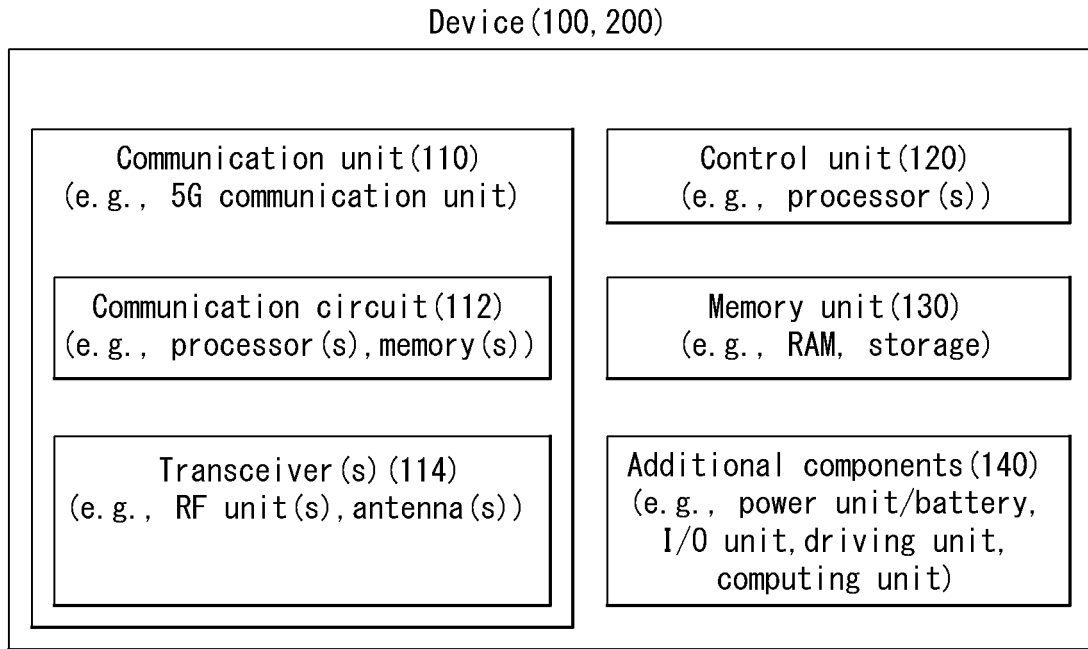 Device(100,200)
Communication unit(110)
(e.g., 5G communication unit)
Communication circuit(112)
(e.g., processor(s),memory(s))
Transceiver(s)(114)
(e.g., RF unit(s),antenna(s))
Control unit(120)
(e.g., processor(s))
Memory unit(130)
(e.g., RAM, storage)
Additional components(140)
(e.g., power unit/battery,
I/O unit,driving unit,
computing unit)